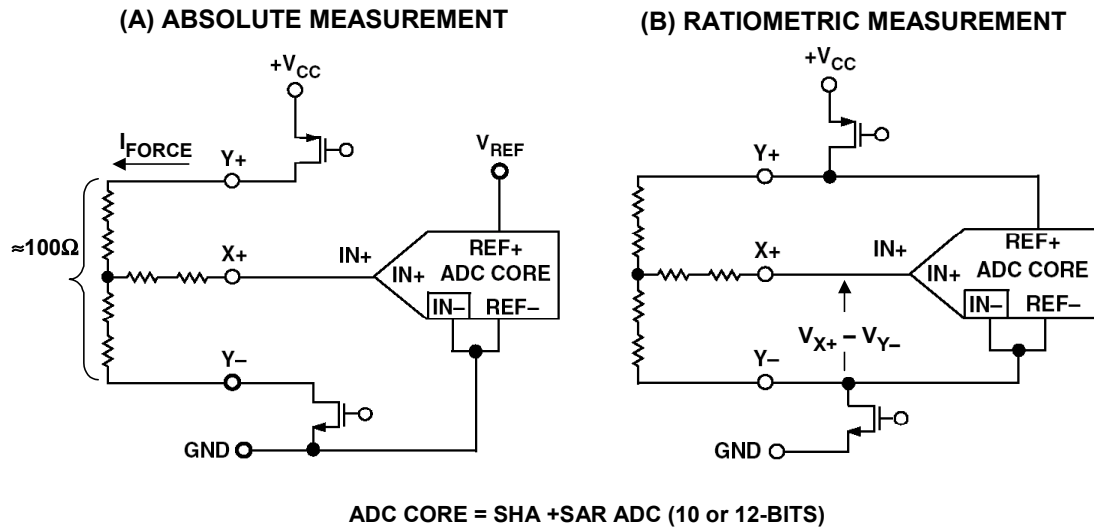 (A) ABSOLUTE MEASUREMENT
+VCC
IFORCE
Y+
VREF
≈100Ω
X+
IN+
IN+
REF+
ADC CORE
IN–
REF–
Y–
GND
(B) RATIOMETRIC MEASUREMENT
+VCC
Y+
X+
IN+
IN+
REF+
ADC CORE
IN–
REF–
VX+ – VY–
Y–
GND
ADC CORE = SHA +SAR ADC (10 or 12-BITS)